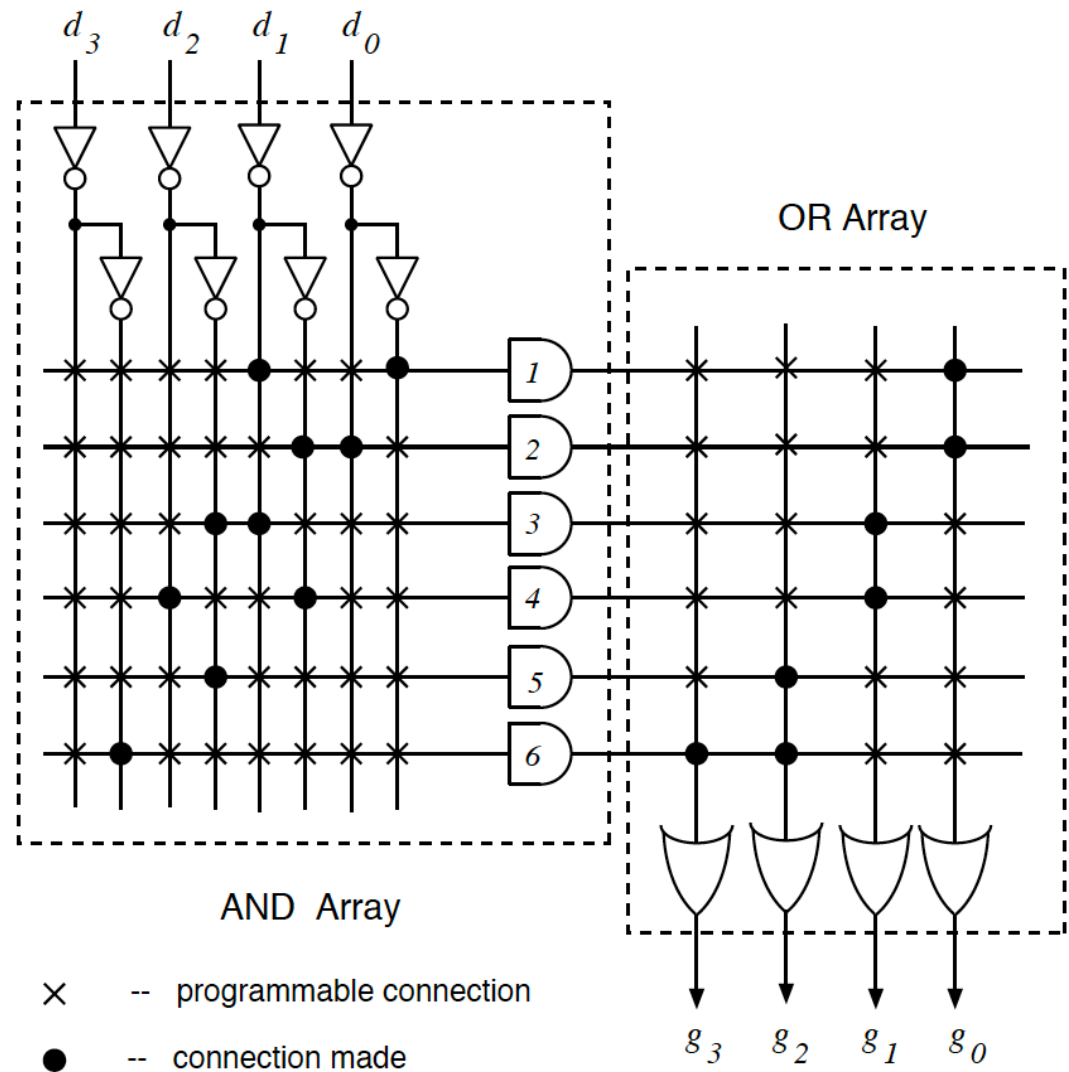 d3 d2 d1 d0
OR Array
1
2
3
4
5
6
AND Array
× -- programmable connection
● -- connection made
g3 g2 g1 g0